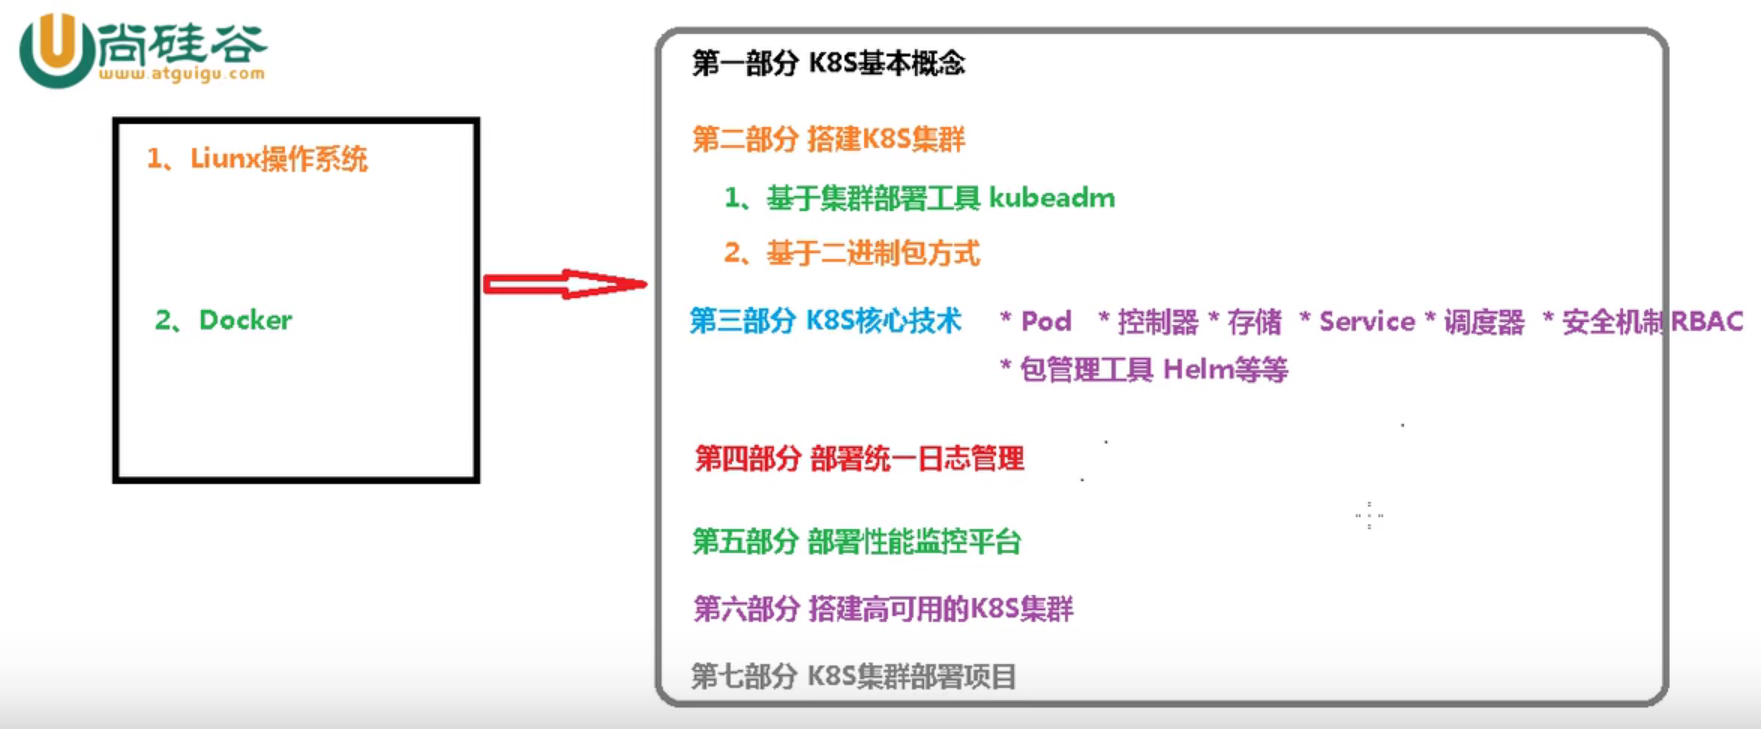 尚硅谷
www.atguigu.com
1、Liunx操作系统
2、Docker
第一部分 K8S基本概念
第二部分 搭建K8S集群
1、基于集群部署工具 kubeadm
2、基于二进制包方式
第三部分 K8S核心技术 * Pod * 控制器 * 存储 * Service * 调度器 * 安全机制RBAC
* 包管理工具 Helm等等
第四部分 部署统一日志管理
第五部分 部署性能监控平台
第六部分 搭建高可用的K8S集群
第七部分 K8S集群部署项目